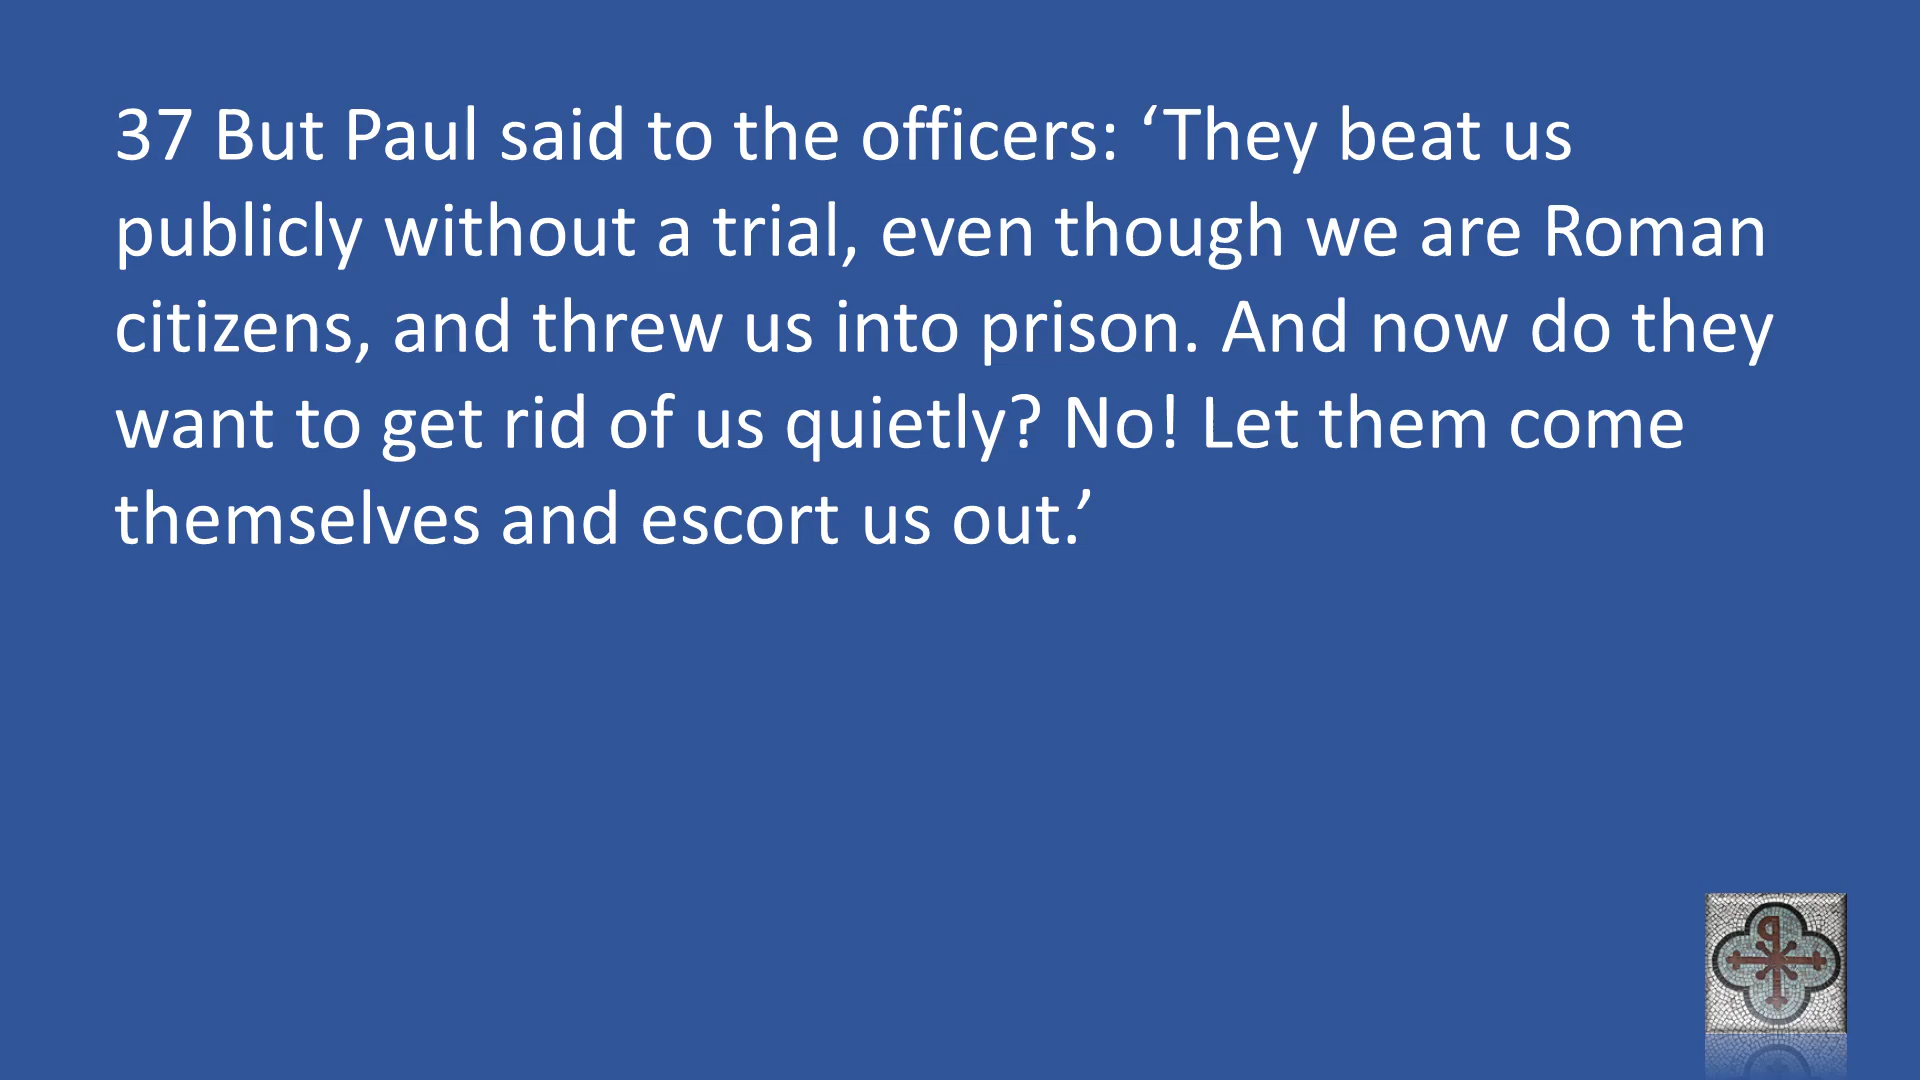 37 But Paul said to the officers: ‘They beat us
publicly without a trial, even though we are Roman
citizens, and threw us into prison. And now do they
want to get rid of us quietly? No! Let them come
themselves and escort us out.’